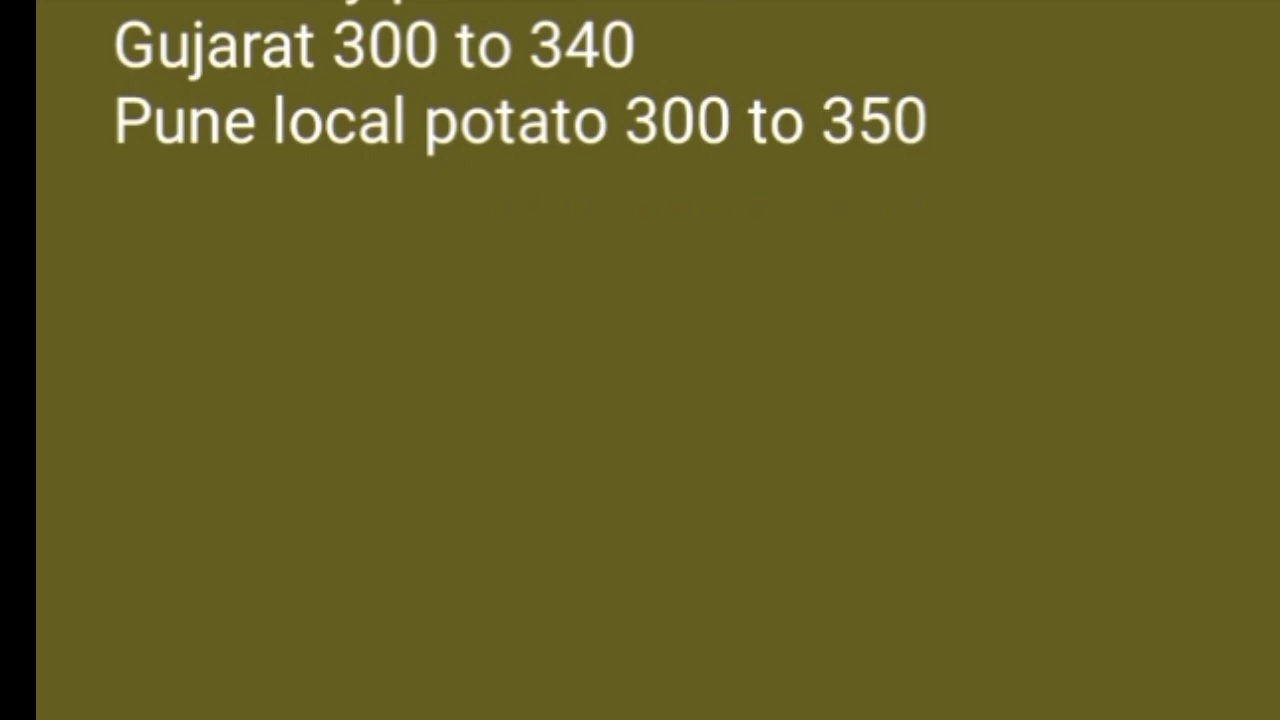 Gujarat 300 to 340
Pune local potato 300 to 350